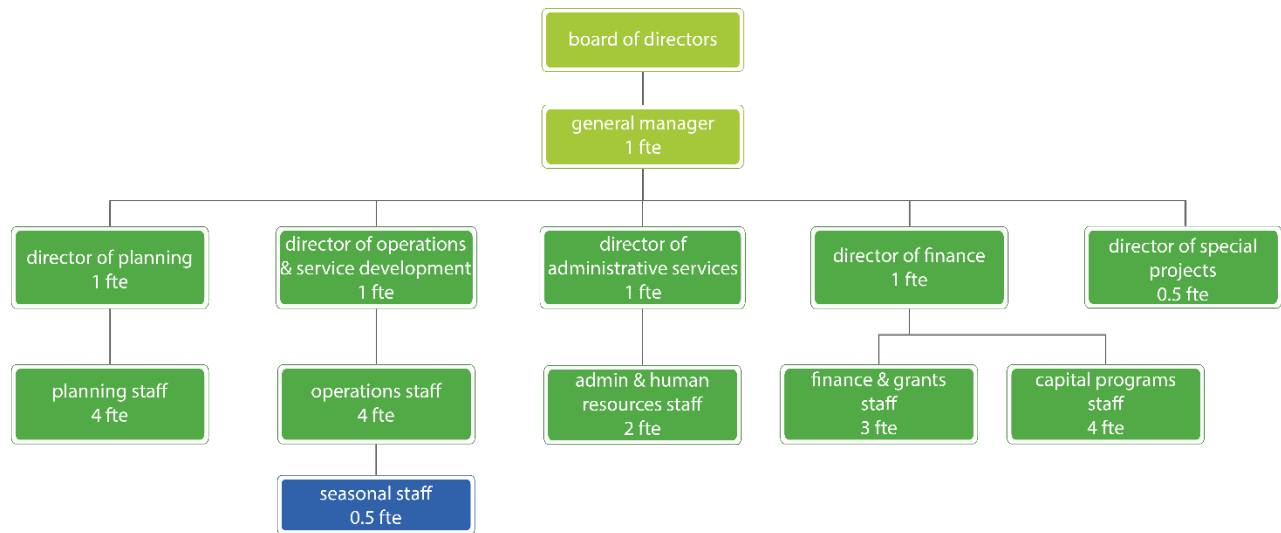 board of directors
general manager
1 fte
director of planning
1 fte
director of operations
& service development
1 fte
director of
administrative services
1 fte
director of finance
1 fte
director of special
projects
0.5 fte
planning staff
4 fte
operations staff
4 fte
admin & human
resources staff
2 fte
finance & grants
staff
3 fte
capital programs
staff
4 fte
seasonal staff
0.5 fte